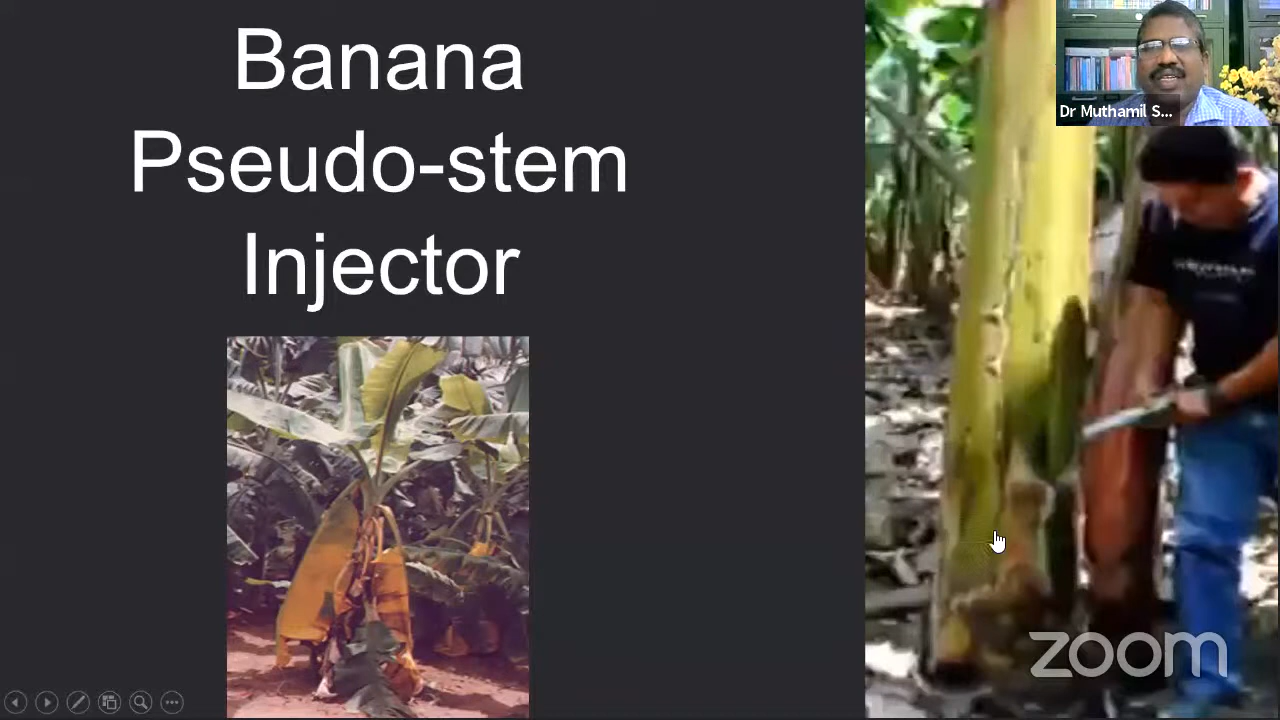 Banana
Pseudo-stem
Injector
Dr Muthamil S...
zoom